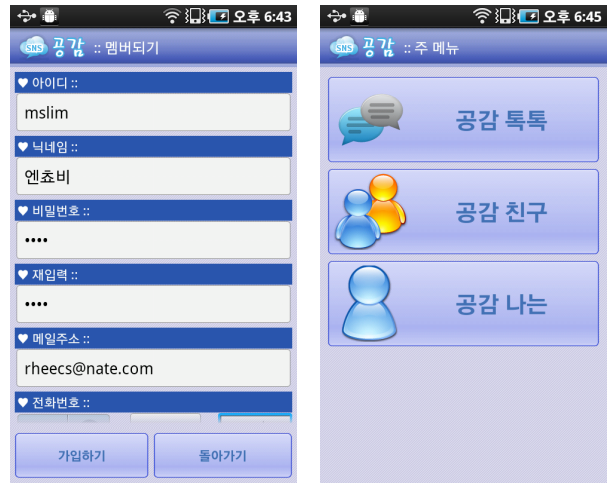 오후 6:43
SNS 공감 :: 멤버되기
♥ 아이디 ::
mslim
♥ 닉네임 ::
엔쵸비
♥ 비밀번호 ::
••••
♥ 재입력 ::
••••
♥ 메일주소 ::
rheecs@nate.com
♥ 전화번호 ::
가입하기 돌아가기
오후 6:45
SNS 공감 :: 주 메뉴
공감 톡톡
공감 친구
공감 나는